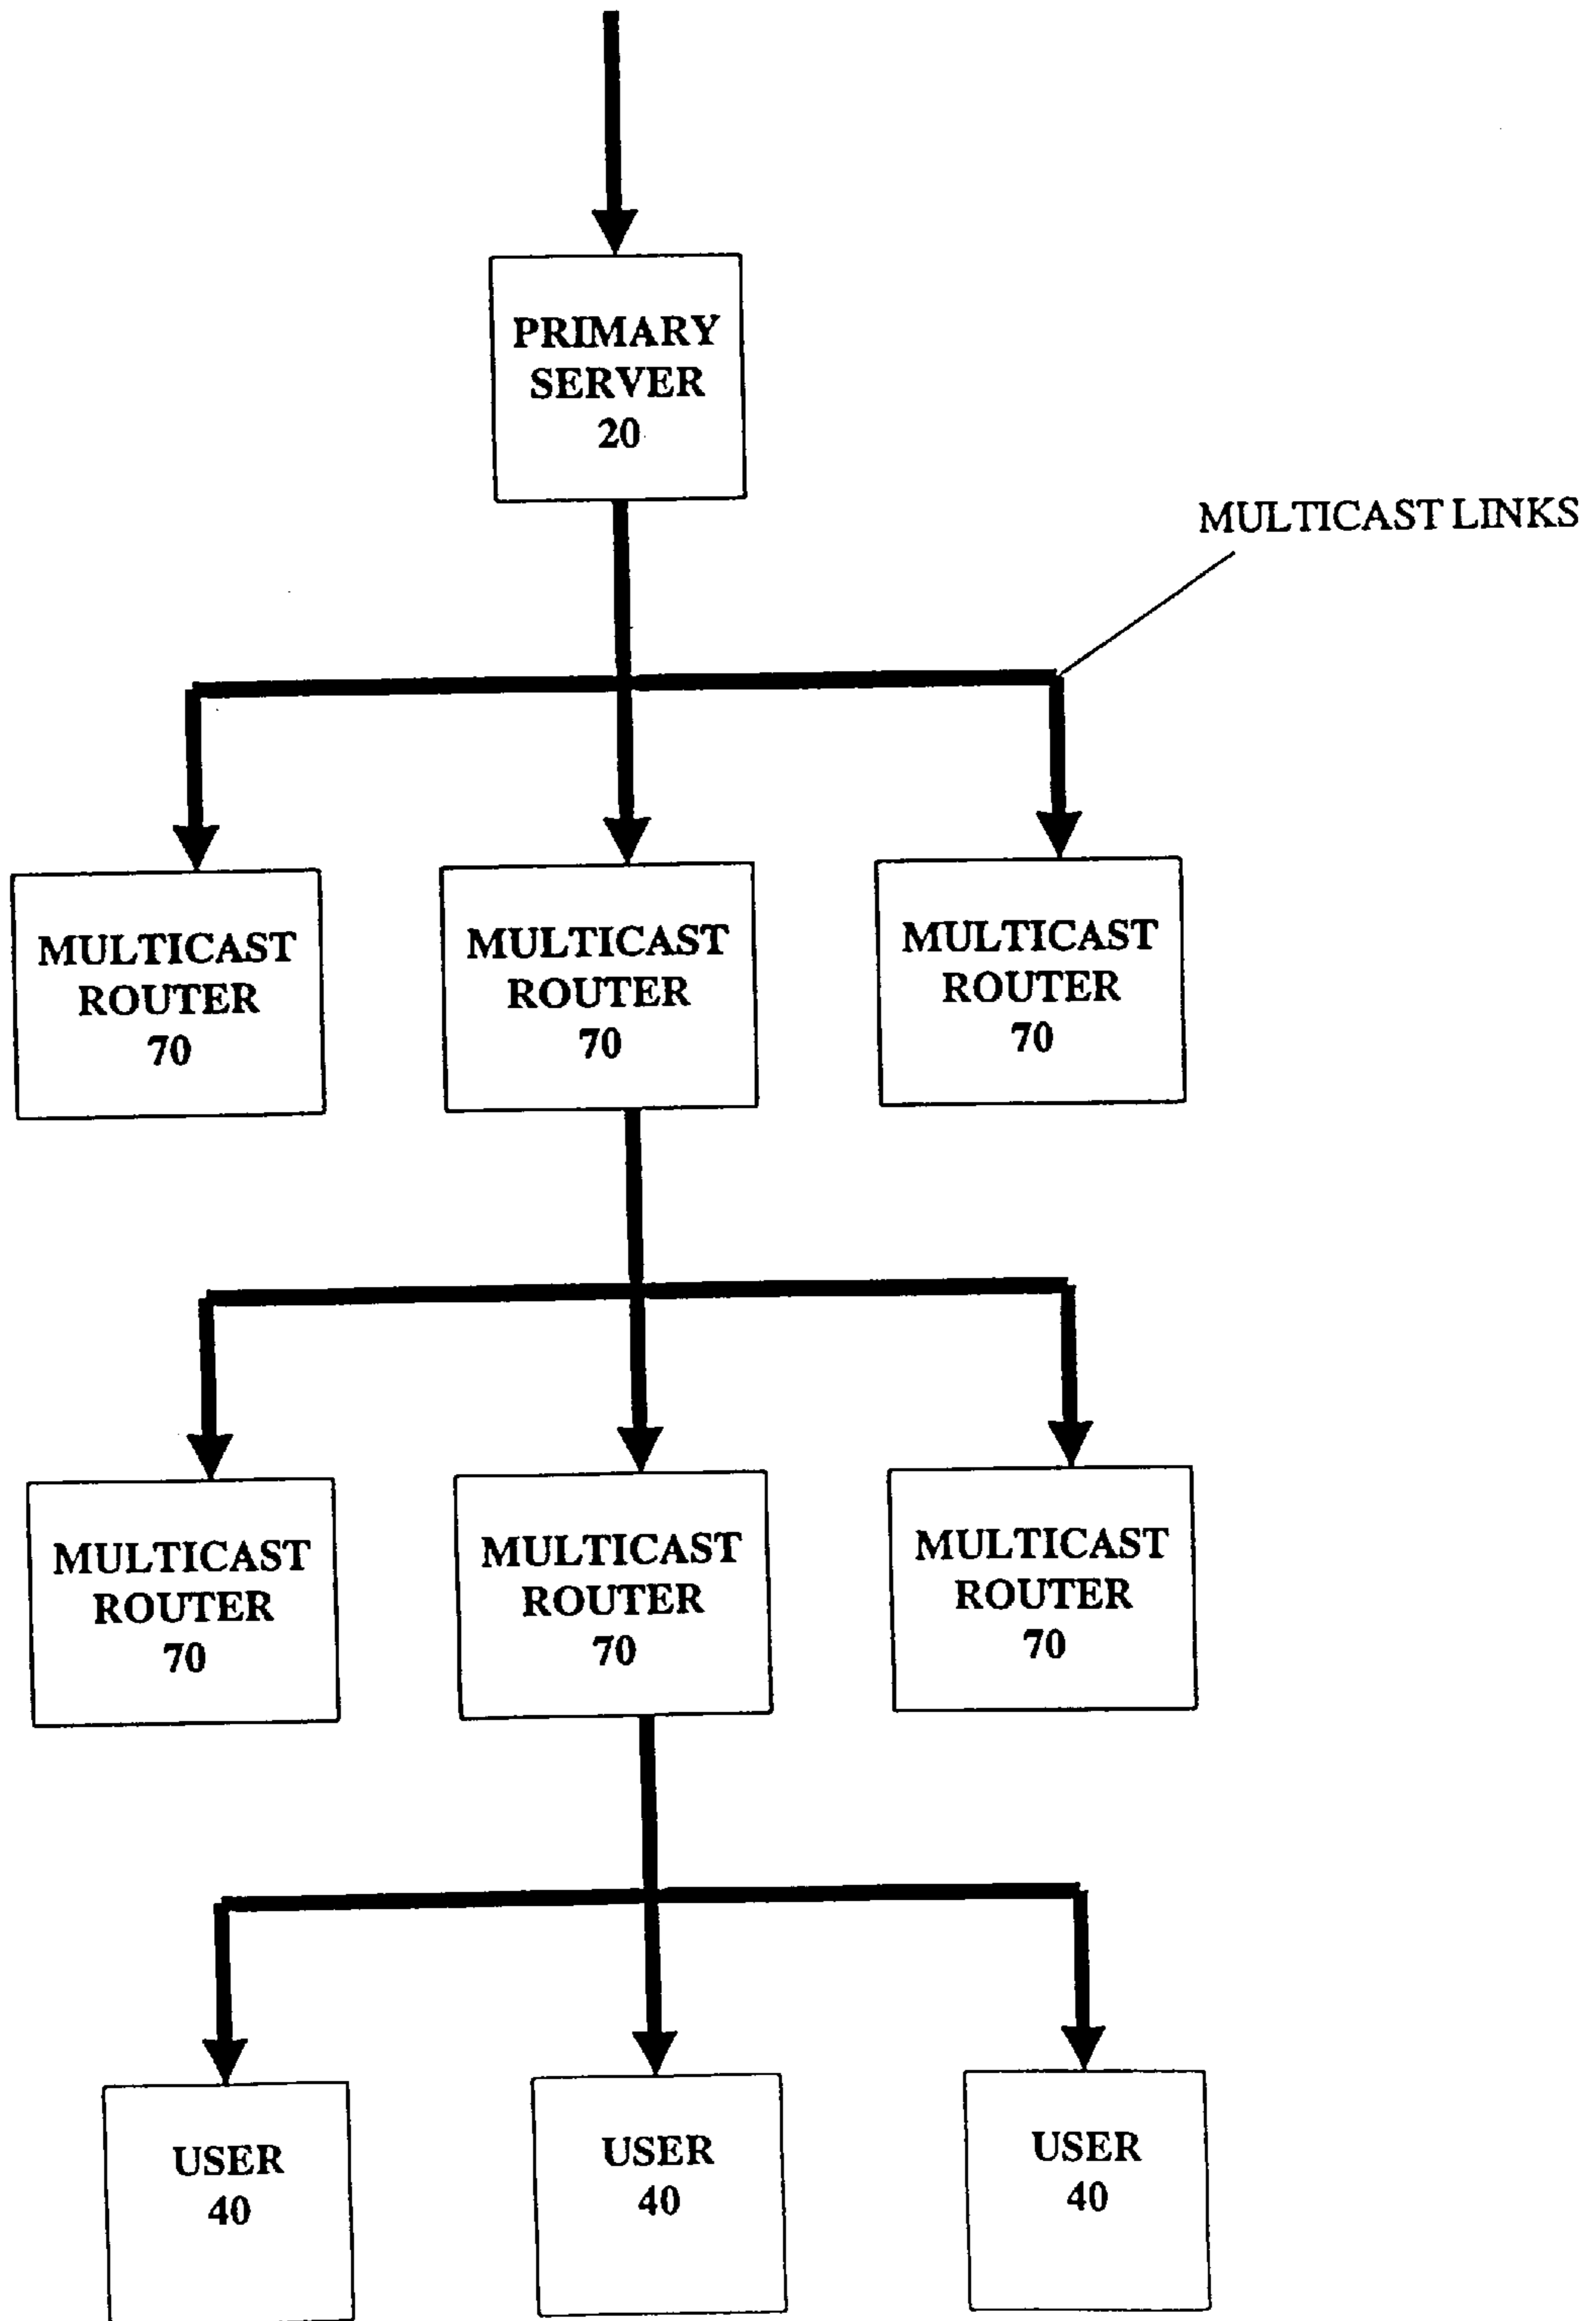 PRIMARY
SERVER
20
MULTICAST LINKS
MULTICAST
ROUTER
70
MULTICAST
ROUTER
70
MULTICAST
ROUTER
70
MULTICAST
ROUTER
70
MULTICAST
ROUTER
70
MULTICAST
ROUTER
70
USER
40
USER
40
USER
40